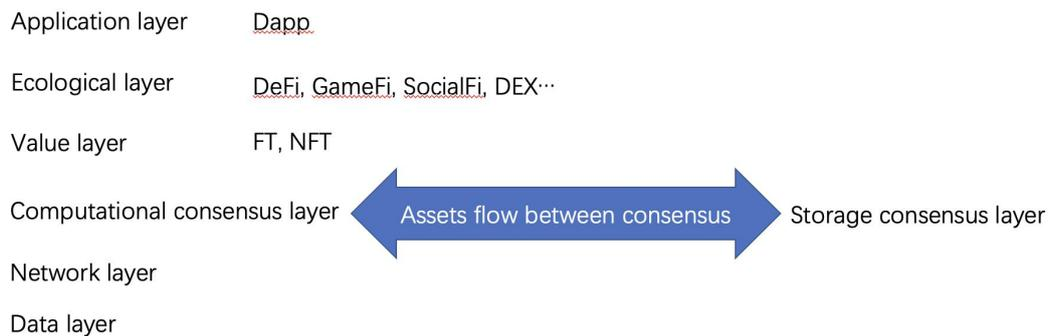 Application layer Dapp
Ecological layer DeFi, GameFi, SocialFi, DEX…
Value layer FT, NFT
Computational consensus layer Assets flow between consensus Storage consensus layer
Network layer
Data layer